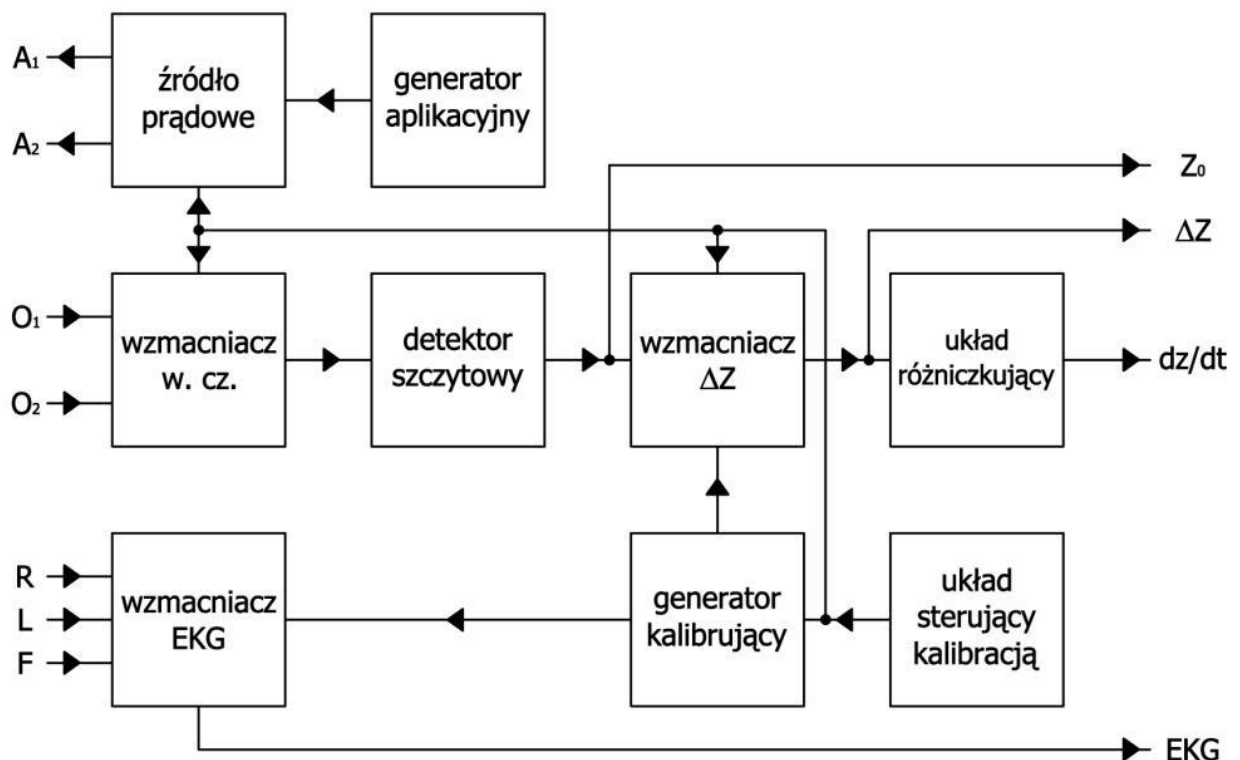 A₁
A₂
źródło
prądowe
generator
aplikacyjny
Z₀
ΔZ
O₁
O₂
wzmacniacz
w. cz.
detektor
szczytowy
wzmacniacz
ΔZ
układ
różniczkujący
dz/dt
R
L
F
wzmacniacz
EKG
generator
kalibrujący
układ
sterujący
kalibracją
EKG